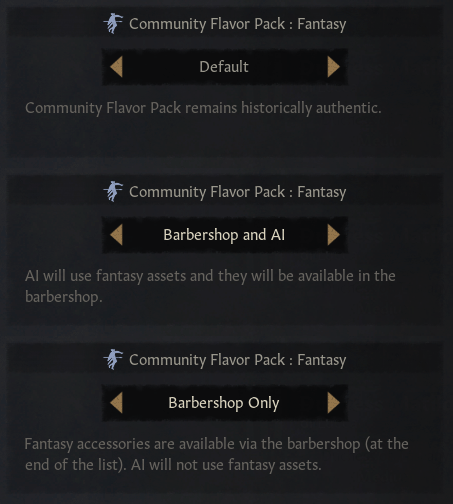 Community Flavor Pack : Fantasy
Default
Community Flavor Pack remains historically authentic.
Community Flavor Pack : Fantasy
Barbershop and AI
AI will use fantasy assets and they will be available in the
barbershop.
Community Flavor Pack : Fantasy
Barbershop Only
Fantasy accessories are available via the barbershop (at the
end of the list). AI will not use fantasy assets.